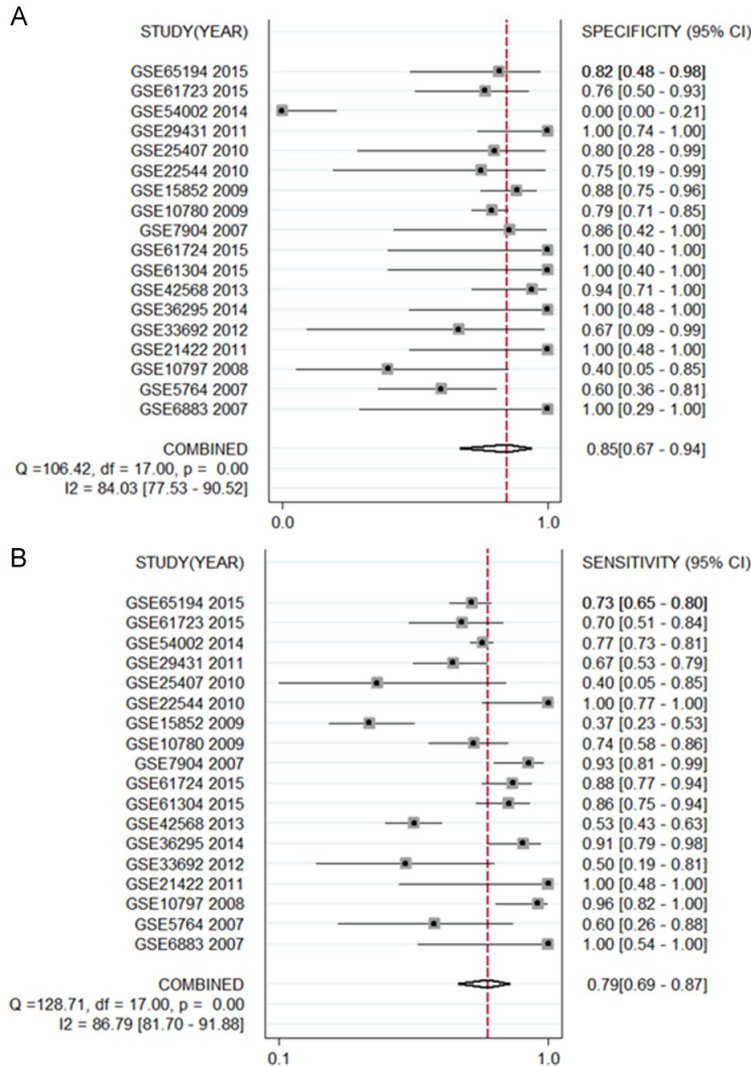 A
STUDY(YEAR) SPECIFICITY (95% CI)
GSE65194 2015 0.82 [0.48 - 0.98]
GSE61723 2015 0.76 [0.50 - 0.93]
GSE54002 2014 0.00 [0.00 - 0.21]
GSE29431 2011 1.00 [0.74 - 1.00]
GSE25407 2010 0.80 [0.28 - 0.99]
GSE22544 2010 0.75 [0.19 - 0.99]
GSE15852 2009 0.88 [0.75 - 0.96]
GSE10780 2009 0.79 [0.71 - 0.85]
GSE7904 2007 0.86 [0.42 - 1.00]
GSE61724 2015 1.00 [0.40 - 1.00]
GSE61304 2015 1.00 [0.40 - 1.00]
GSE42568 2013 0.94 [0.71 - 1.00]
GSE36295 2014 1.00 [0.48 - 1.00]
GSE33692 2012 0.67 [0.09 - 0.99]
GSE21422 2011 1.00 [0.48 - 1.00]
GSE10797 2008 0.40 [0.05 - 0.85]
GSE5764 2007 0.60 [0.36 - 0.81]
GSE6883 2007 1.00 [0.29 - 1.00]
COMBINED 0.85[0.67 - 0.94]
Q =106.42, df = 17.00, p = 0.00
I2 = 84.03 [77.53 - 90.52]
0.0 1.0
B
STUDY(YEAR) SENSITIVITY (95% CI)
GSE65194 2015 0.73 [0.65 - 0.80]
GSE61723 2015 0.70 [0.51 - 0.84]
GSE54002 2014 0.77 [0.73 - 0.81]
GSE29431 2011 0.67 [0.53 - 0.79]
GSE25407 2010 0.40 [0.05 - 0.85]
GSE22544 2010 1.00 [0.77 - 1.00]
GSE15852 2009 0.37 [0.23 - 0.53]
GSE10780 2009 0.74 [0.58 - 0.86]
GSE7904 2007 0.93 [0.81 - 0.99]
GSE61724 2015 0.88 [0.77 - 0.94]
GSE61304 2015 0.86 [0.75 - 0.94]
GSE42568 2013 0.53 [0.43 - 0.63]
GSE36295 2014 0.91 [0.79 - 0.98]
GSE33692 2012 0.50 [0.19 - 0.81]
GSE21422 2011 1.00 [0.48 - 1.00]
GSE10797 2008 0.96 [0.82 - 1.00]
GSE5764 2007 0.60 [0.26 - 0.88]
GSE6883 2007 1.00 [0.54 - 1.00]
COMBINED 0.79[0.69 - 0.87]
Q =128.71, df = 17.00, p = 0.00
I2 = 86.79 [81.70 - 91.88]
0.1 1.0